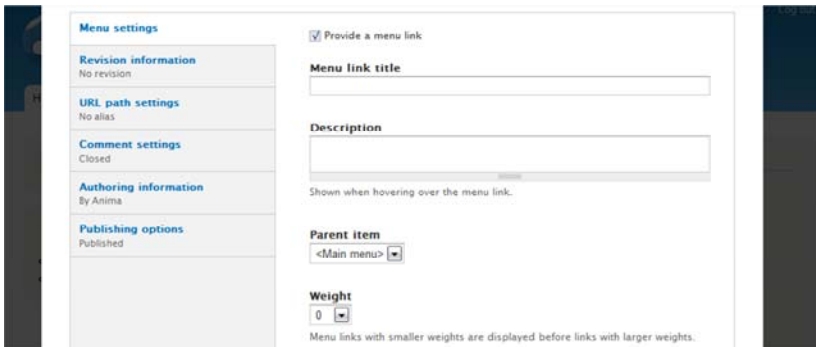 Log out
Menu settings
Revision information
No revision
URL path settings
No alias
Comment settings
Closed
Authoring information
By Anima
Publishing options
Published
Provide a menu link
Menu link title
Description
Shown when hovering over the menu link.
Parent item
<Main menu>
Weight
0
Menu links with smaller weights are displayed before links with larger weights.